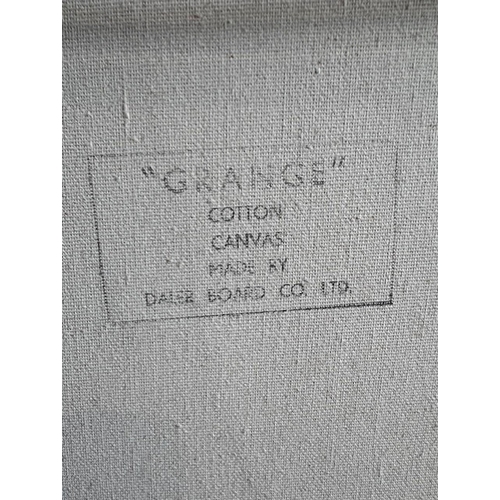 "GRANGE"
COTTON
CANVAS
MADE BY
DALER BOARD CO. LTD.